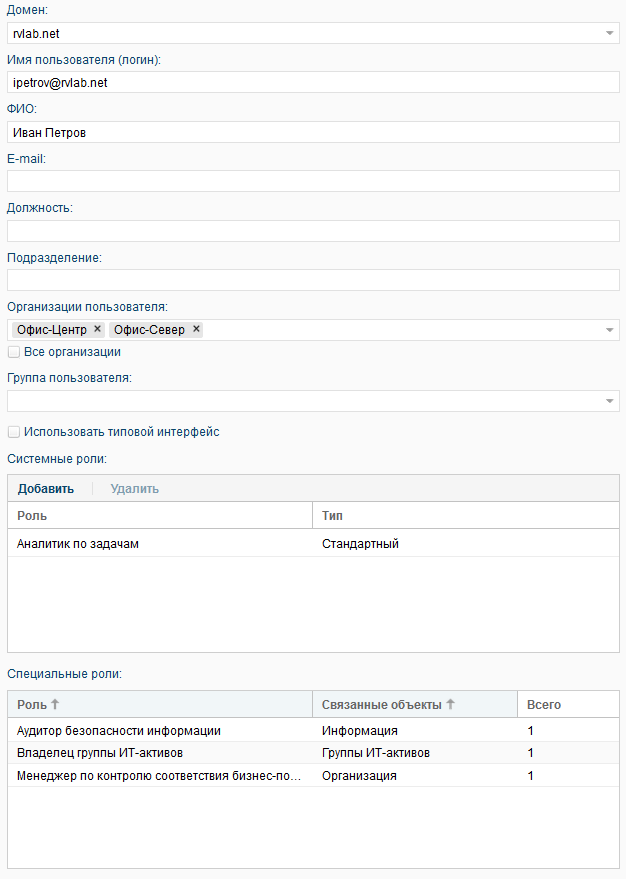 Домен:
rvlab.net
Имя пользователя (логин):
ipetrov@rvlab.net
ФИО:
Иван Петров
E-mail:
Должность:
Подразделение:
Организации пользователя:
Офис-Центр × Офис-Север ×
Все организации
Группа пользователя:
Использовать типовой интерфейс
Системные роли:
Добавить Удалить
Роль Тип
Аналитик по задачам Стандартный
Специальные роли:
Роль ↑ Связанные объекты ↑ Всего
Аудитор безопасности информации Информация 1
Владелец группы ИТ-активов Группы ИТ-активов 1
Менеджер по контролю соответствия бизнес-по... Организация 1